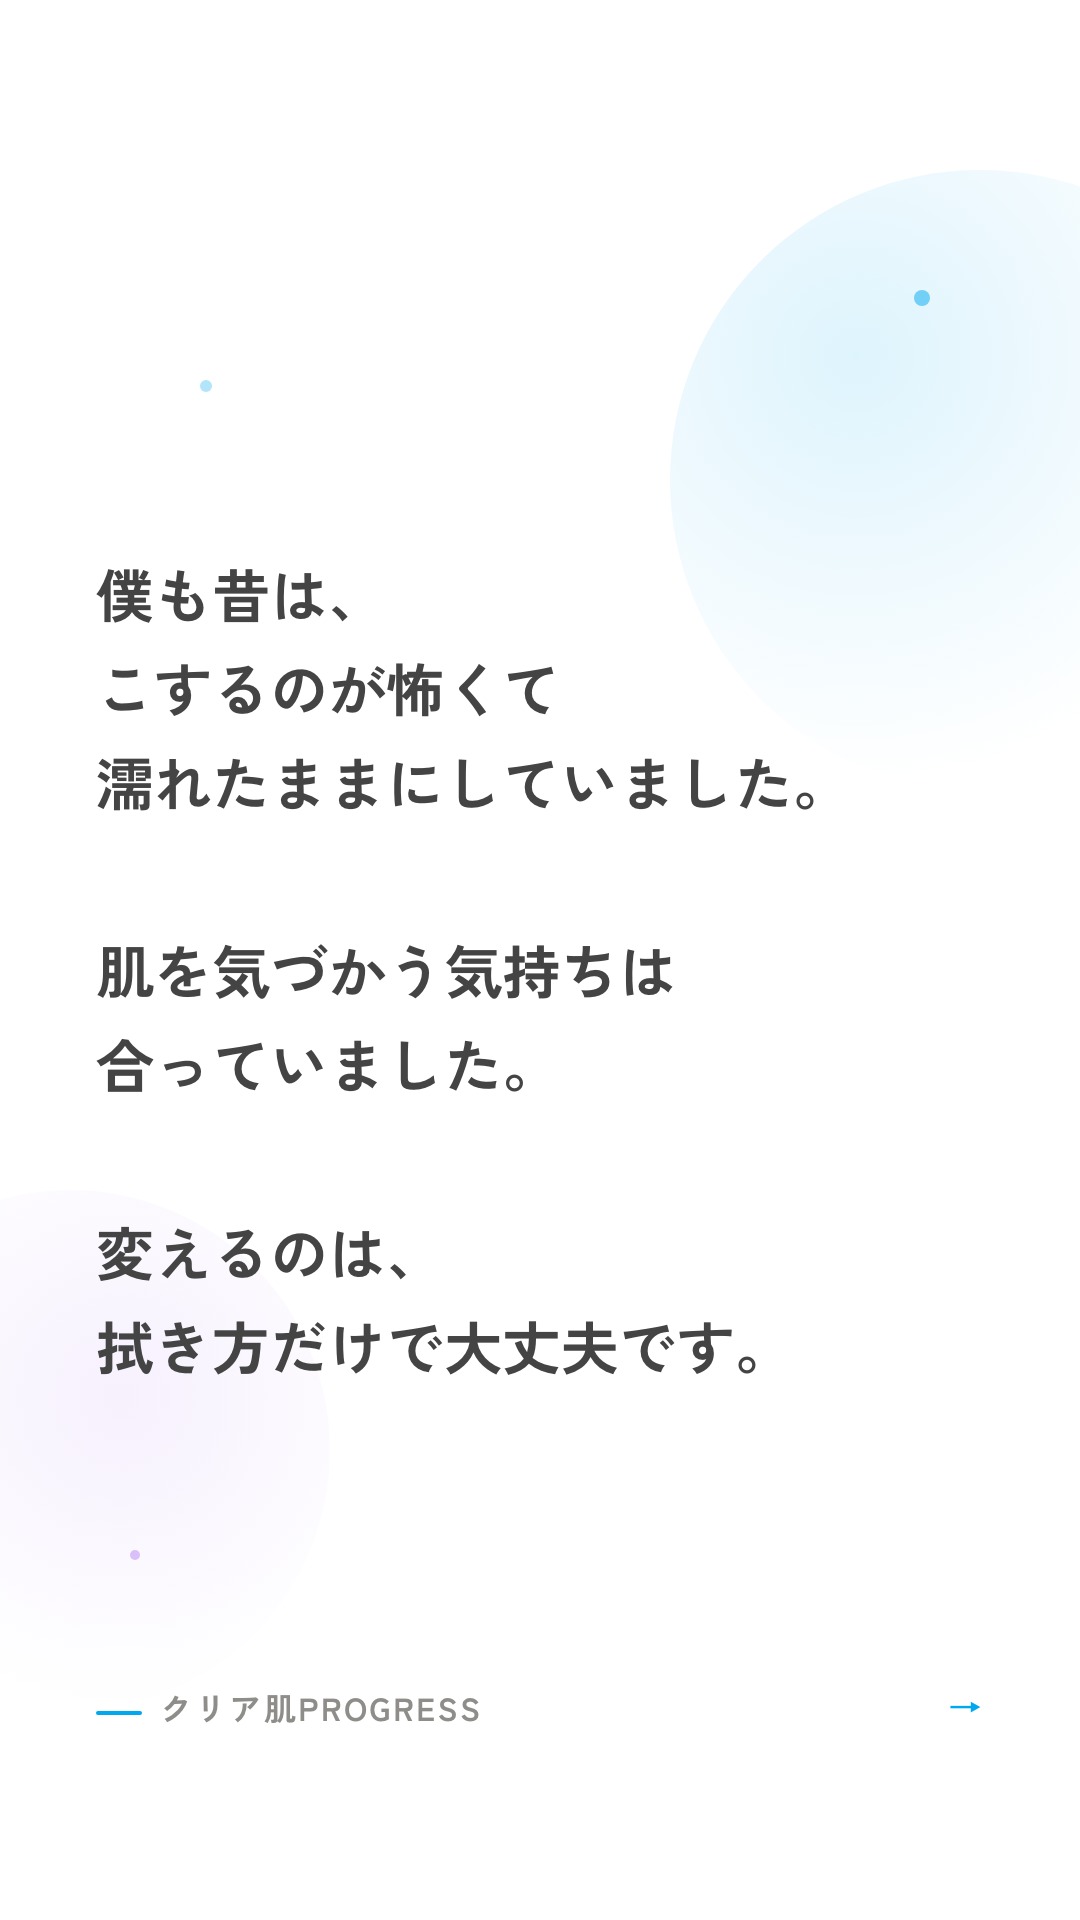 僕も昔は、
こするのが怖くて
濡れたままにしていました。
肌を気づかう気持ちは
合っていました。
変えるのは、
拭き方だけで大丈夫です。
クリア肌PROGRESS
→